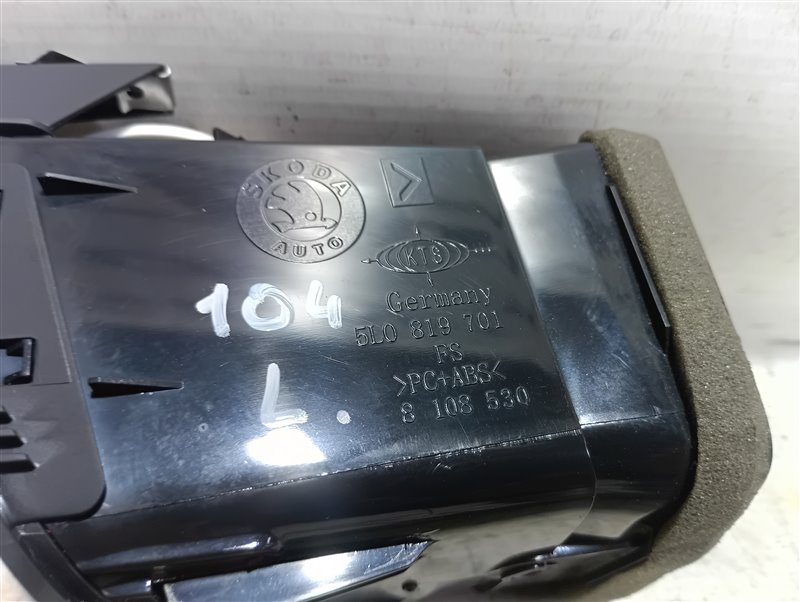 SKODA
AUTO
KTS
Germany
5L0 819 701
FS
>PC+ABS<
8 108 530
104
L.